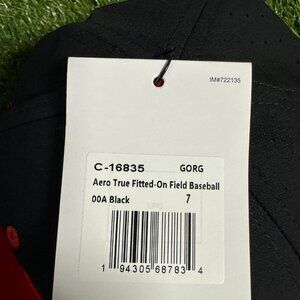 IM#722135
C-16835 GORG
Aero True Fitted-On Field Baseball
00A Black 7
1 94305 68783 4